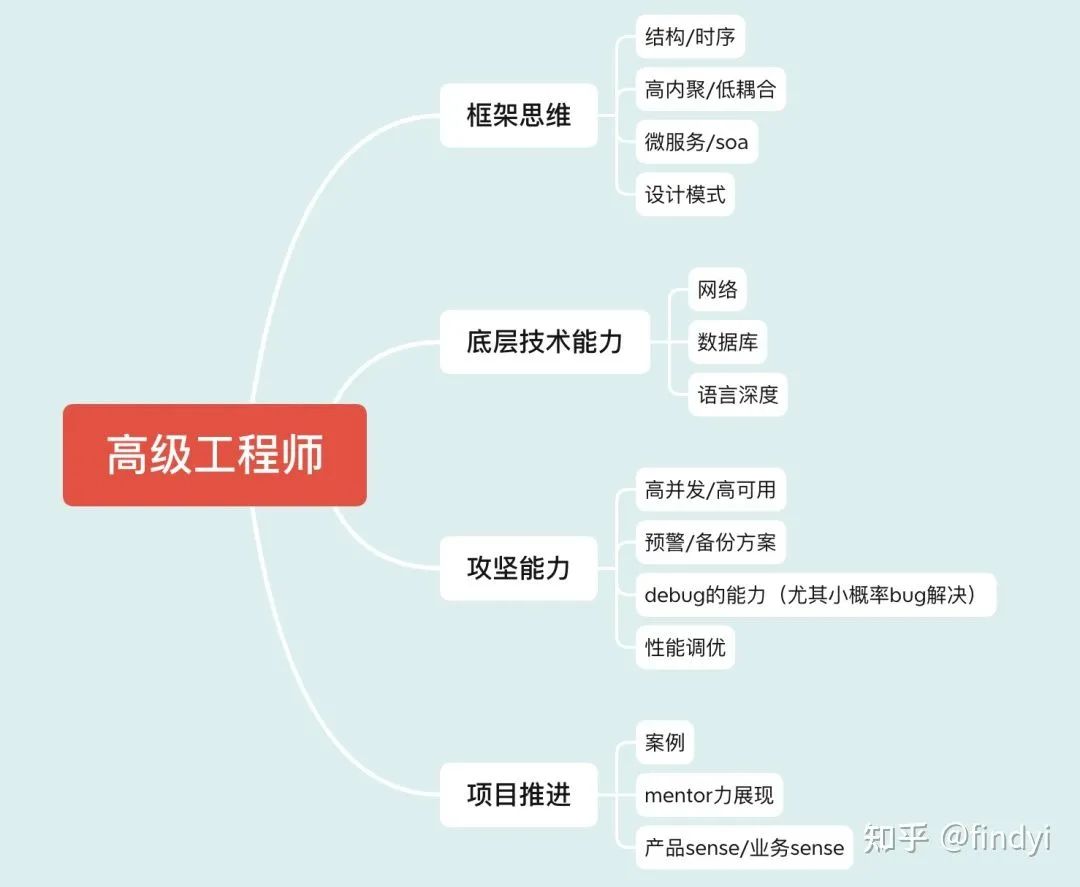 高级工程师
框架思维
结构/时序
高内聚/低耦合
微服务/soa
设计模式
底层技术能力
网络
数据库
语言深度
攻坚能力
高并发/高可用
预警/备份方案
debug的能力（尤其小概率bug解决）
性能调优
项目推进
案例
mentor力展现
产品sense/业务sense
知乎 @findyi